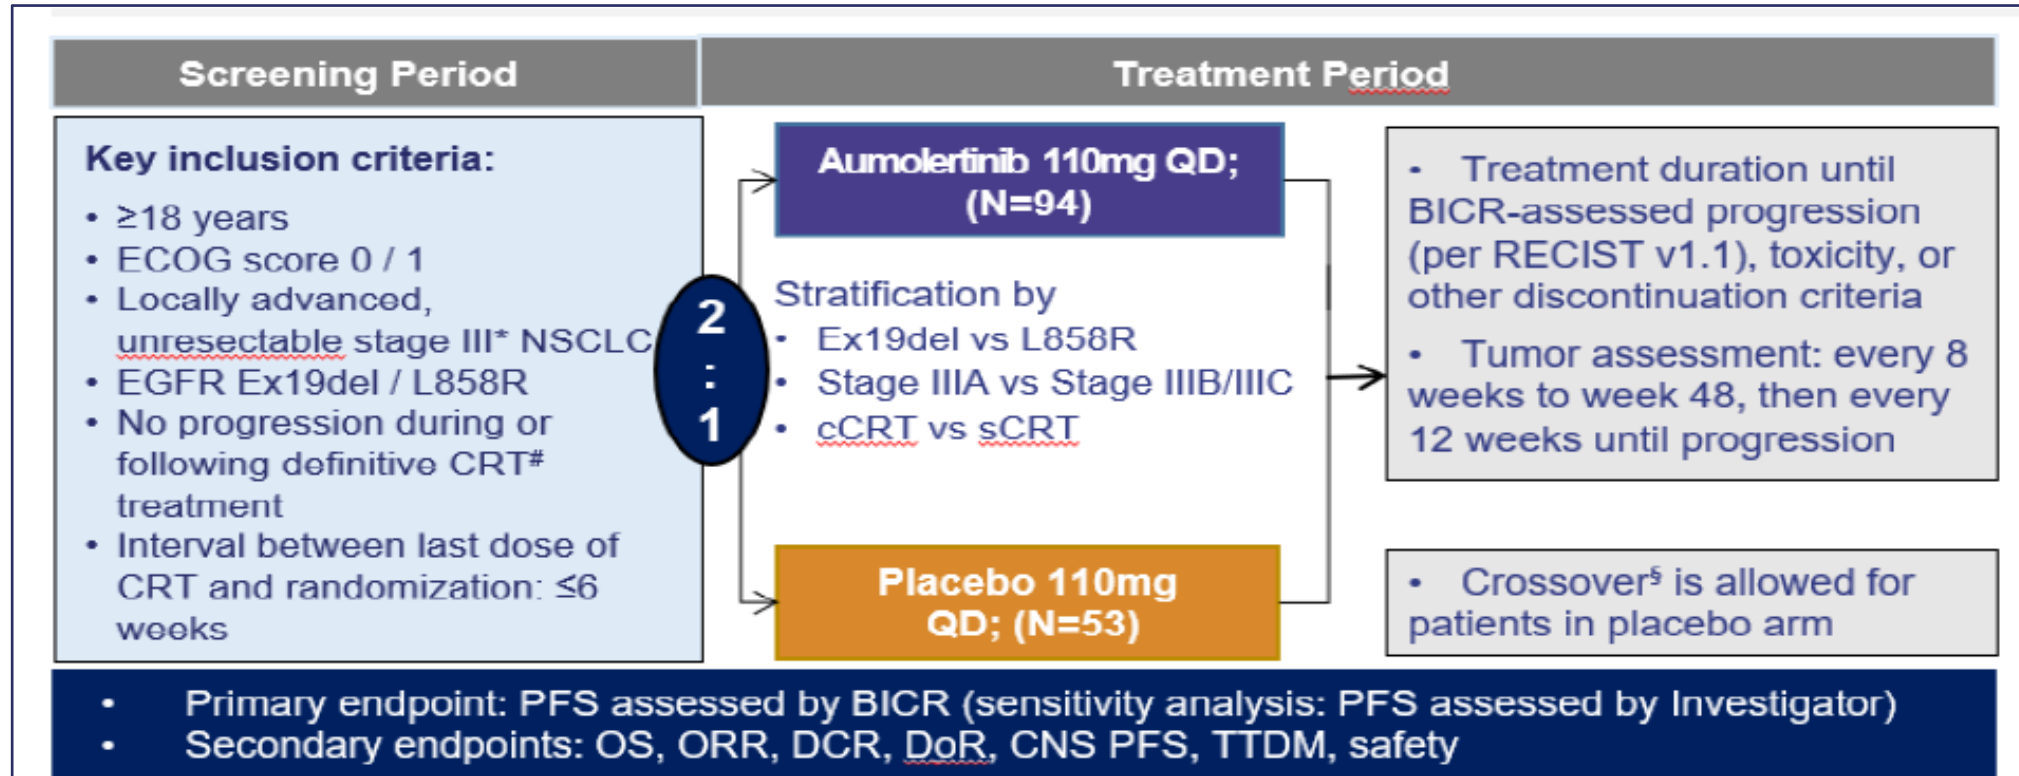 Screening Period
Treatment Period
Key inclusion criteria:
• ≥18 years
• ECOG score 0 / 1
• Locally advanced,
unresectable stage III* NSCLC
• EGFR Ex19del / L858R
• No progression during or
following definitive CRT#
treatment
• Interval between last dose of
CRT and randomization: ≤6
weeks
2
:
1
Aumolertinib 110mg QD;
(N=94)
Stratification by
• Ex19del vs L858R
• Stage IIIA vs Stage IIIB/IIIC
• cCRT vs sCRT
Placebo 110mg
QD; (N=53)
• Treatment duration until
BICR-assessed progression
(per RECIST v1.1), toxicity, or
other discontinuation criteria
• Tumor assessment: every 8
weeks to week 48, then every
12 weeks until progression
• Crossover§ is allowed for
patients in placebo arm
• Primary endpoint: PFS assessed by BICR (sensitivity analysis: PFS assessed by Investigator)
• Secondary endpoints: OS, ORR, DCR, DoR, CNS PFS, TTDM, safety